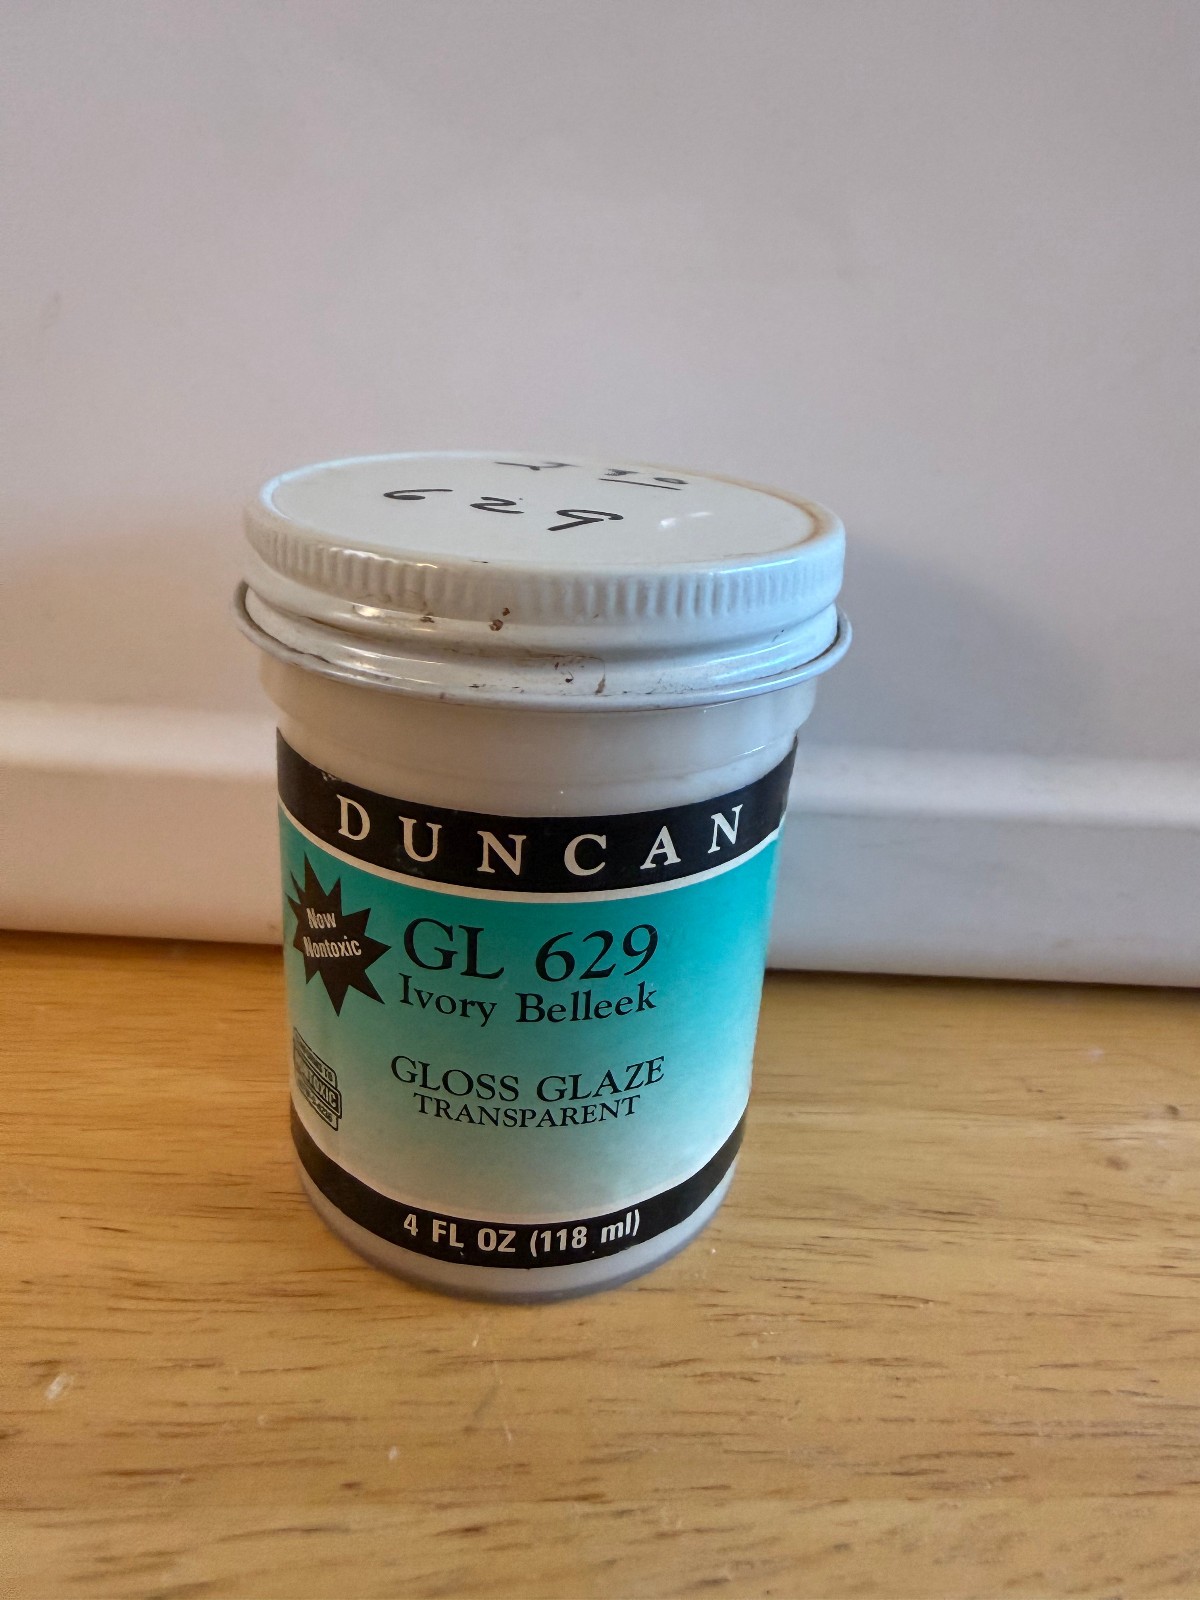 629
DUNCAN
Now
Nontoxic
GL 629
Ivory Belleek
GLOSS GLAZE
TRANSPARENT
4 FL OZ (118 ml)